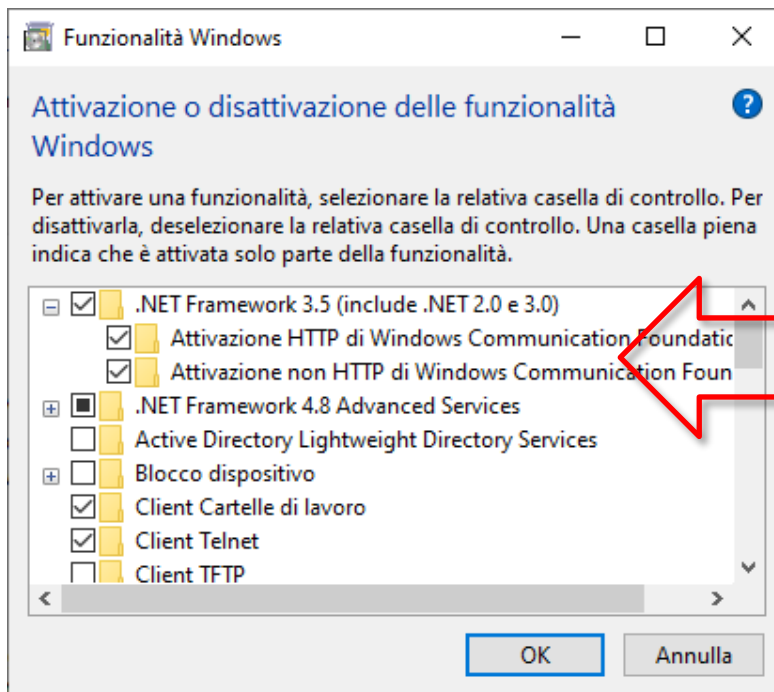 Funzionalità Windows
Attivazione o disattivazione delle funzionalità
Windows
Per attivare una funzionalità, selezionare la relativa casella di controllo. Per
disattivarla, deselezionare la relativa casella di controllo. Una casella piena
indica che è attivata solo parte della funzionalità.
.NET Framework 3.5 (include .NET 2.0 e 3.0)
Attivazione HTTP di Windows Communication Foundatic
Attivazione non HTTP di Windows Communication Foun
.NET Framework 4.8 Advanced Services
Active Directory Lightweight Directory Services
Blocco dispositivo
Client Cartelle di lavoro
Client Telnet
Client TFTP
OK Annulla